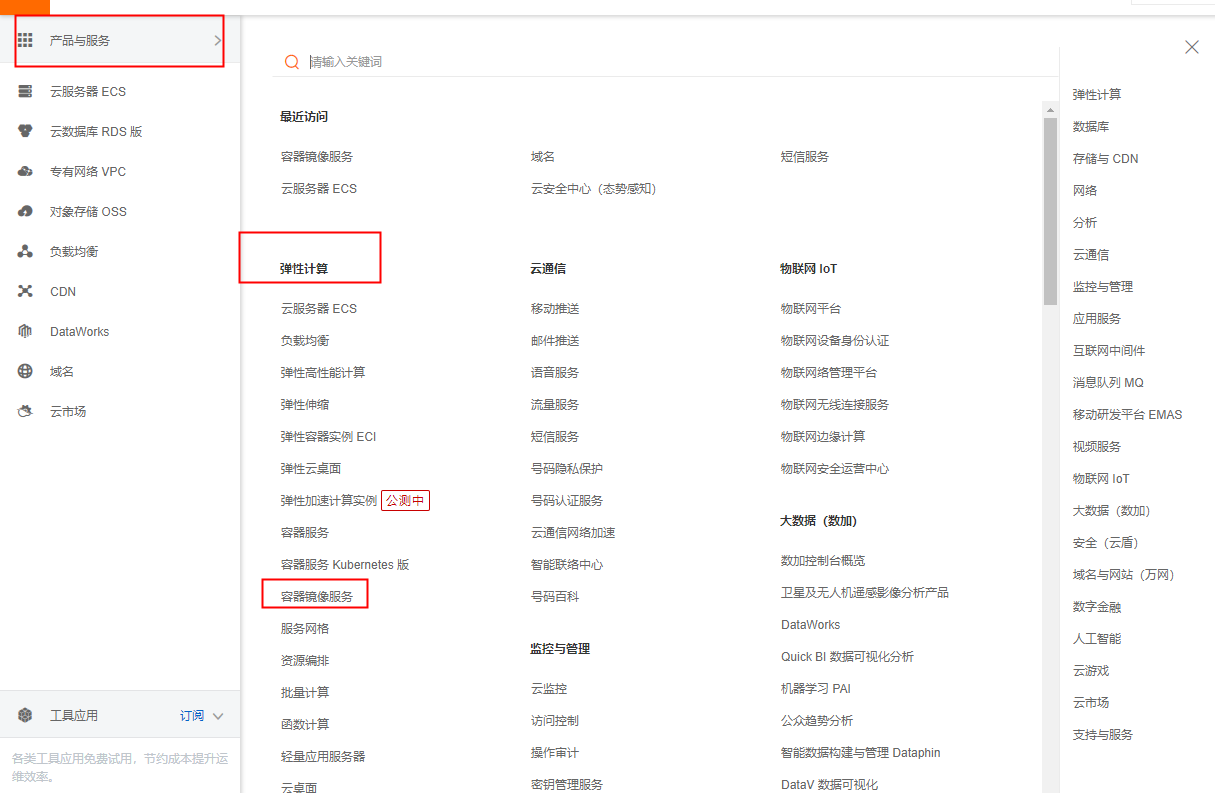 产品与服务
云服务器 ECS
云数据库 RDS 版
专有网络 VPC
对象存储 OSS
负载均衡
CDN
DataWorks
域名
云市场
工具应用
订阅
各类工具应用免费试用，节约成本提升运
维效率。
请输入关键词
最近访问
容器镜像服务
域名
短信服务
云服务器 ECS
云安全中心（态势感知）
弹性计算
云服务器 ECS
负载均衡
弹性高性能计算
弹性伸缩
弹性容器实例 ECI
弹性云桌面
弹性加速计算实例 公测中
容器服务
容器服务 Kubernetes 版
容器镜像服务
服务网格
资源编排
批量计算
函数计算
轻量应用服务器
云桌面
云通信
移动推送
邮件推送
语音服务
流量服务
短信服务
号码隐私保护
号码认证服务
云通信网络加速
智能联络中心
号码百科
监控与管理
云监控
访问控制
操作审计
密钥管理服务
物联网 IoT
物联网平台
物联网设备身份认证
物联网络管理平台
物联网无线连接服务
物联网边缘计算
物联网安全运营中心
大数据（数加）
数加控制台概览
卫星及无人机遥感影像分析产品
DataWorks
Quick BI 数据可视化分析
机器学习 PAI
公众趋势分析
智能数据构建与管理 Dataphin
DataV 数据可视化
弹性计算
数据库
存储与 CDN
网络
分析
云通信
监控与管理
应用服务
互联网中间件
消息队列 MQ
移动研发平台 EMAS
视频服务
物联网 IoT
大数据（数加）
安全（云盾）
域名与网站（万网）
数字金融
人工智能
云游戏
云市场
支持与服务